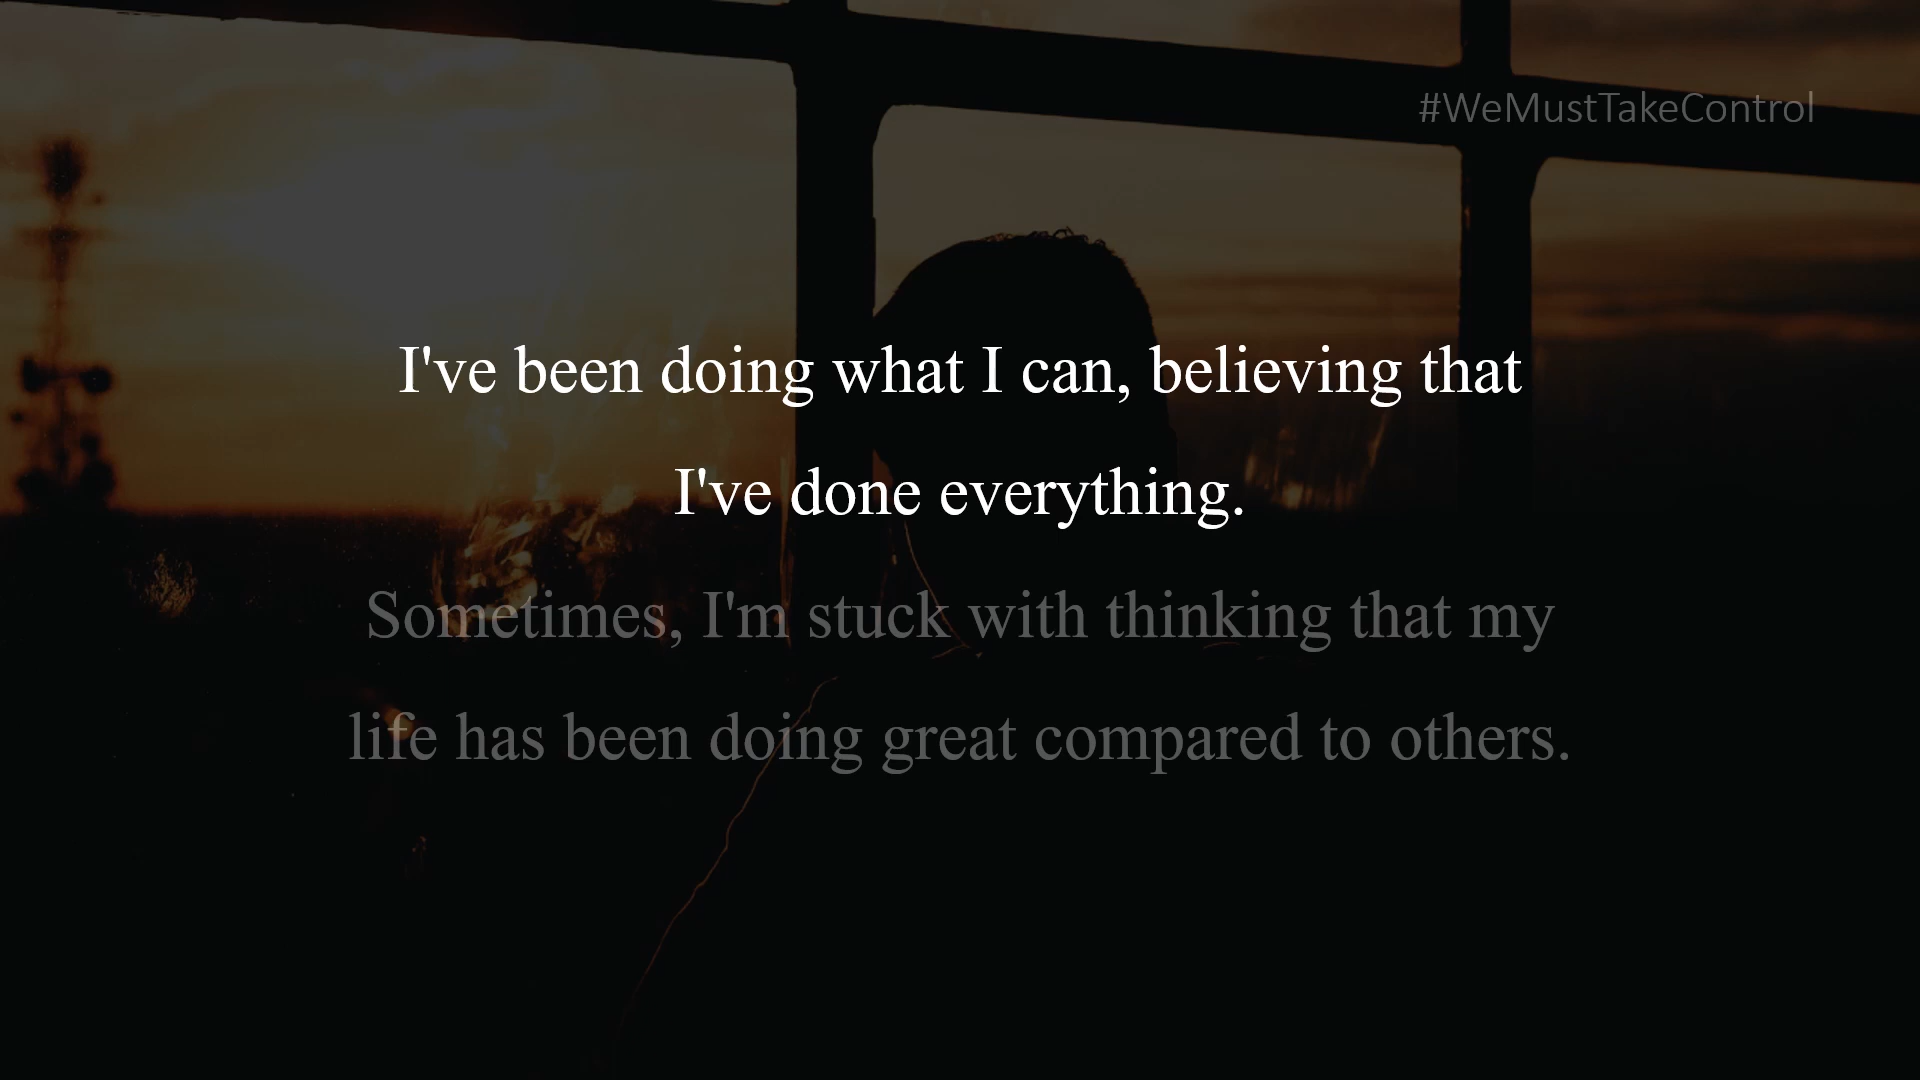 #WeMustTakeControl
I've been doing what I can, believing that
I've done everything.
Sometimes, I'm stuck with thinking that my
life has been doing great compared to others.